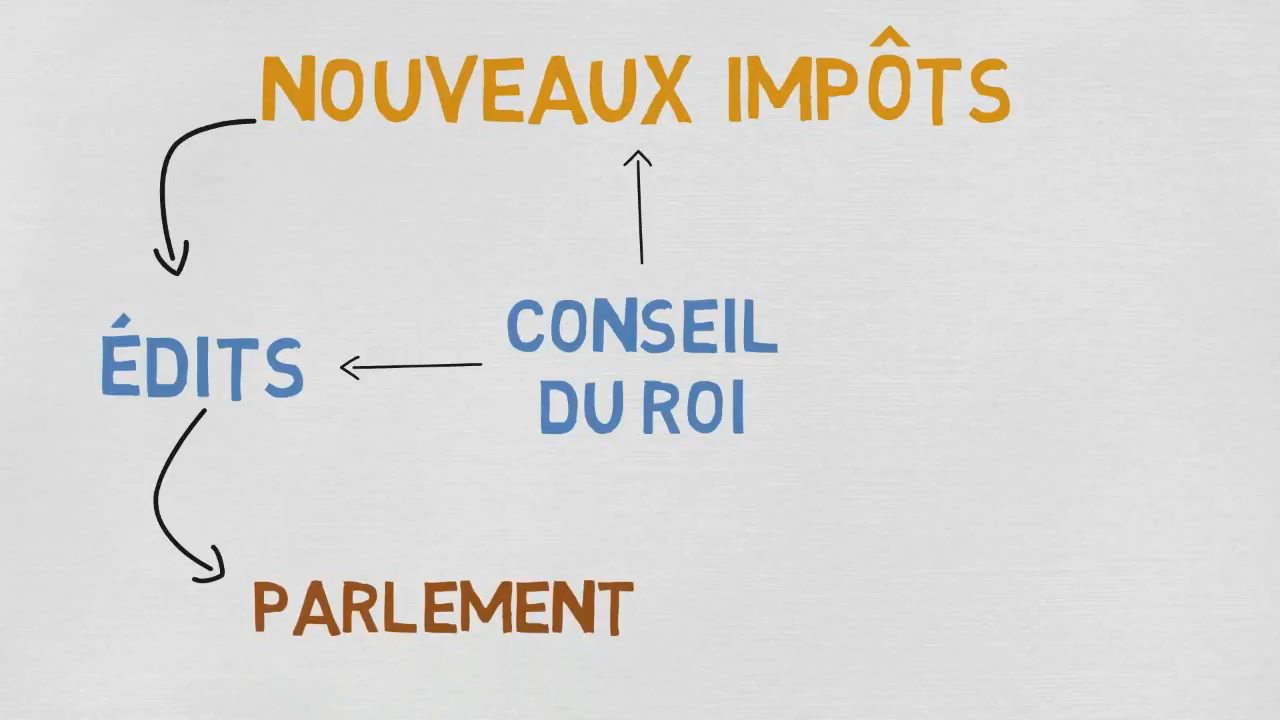 NOUVEAUX IMPÔTS
CONSEIL
DU ROI
ÉDITS
PARLEMENT